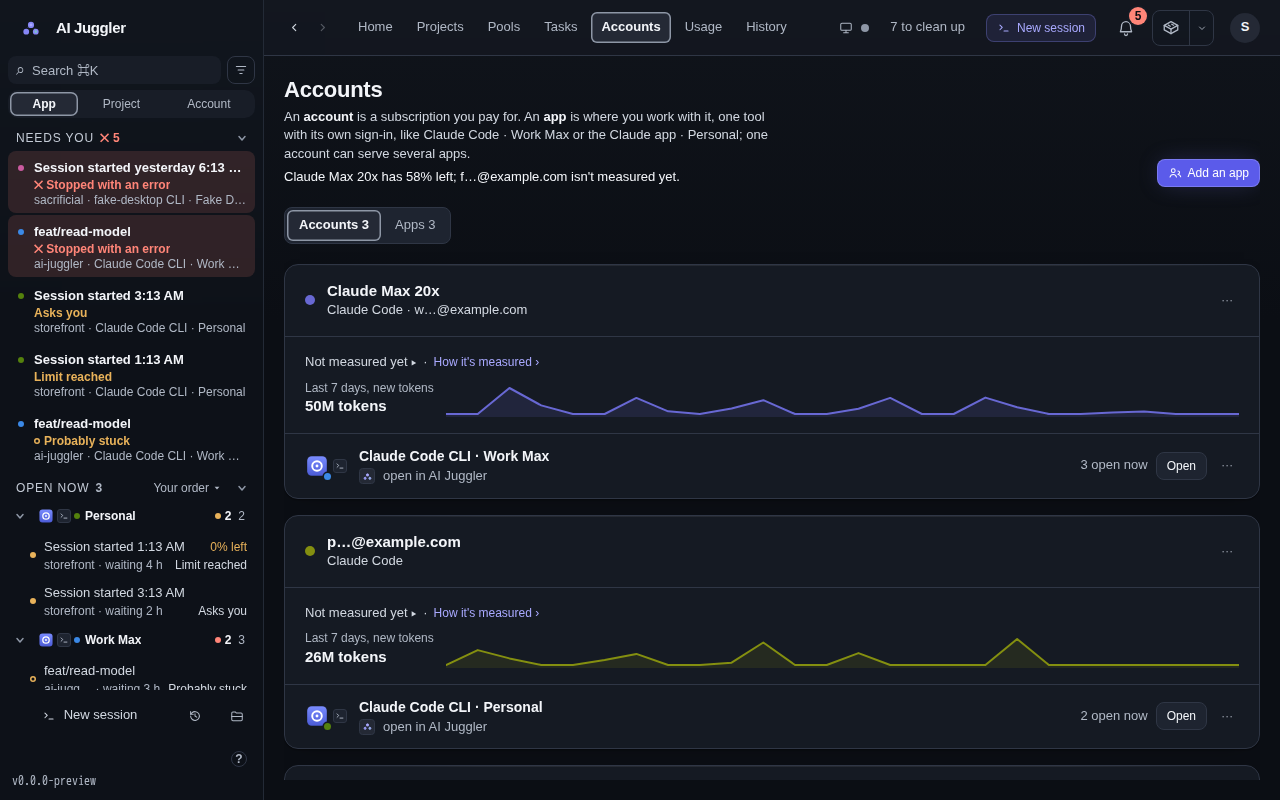 AI Juggler
Search ⌘K
App Project Account
NEEDS YOU 5
Session started yesterday 6:13 …
Stopped with an error
sacrificial · fake-desktop CLI · Fake D…
feat/read-model
Stopped with an error
ai-juggler · Claude Code CLI · Work …
Session started 3:13 AM
Asks you
storefront · Claude Code CLI · Personal
Session started 1:13 AM
Limit reached
storefront · Claude Code CLI · Personal
feat/read-model
Probably stuck
ai-juggler · Claude Code CLI · Work …
OPEN NOW 3 Your order
Personal 2 2
Session started 1:13 AM 0% left
storefront · waiting 4 h Limit reached
Session started 3:13 AM
storefront · waiting 2 h Asks you
Work Max 2 3
feat/read-model
ai-jugg… · waiting 3 h Probably stuck
New session
?
v0.0.0-preview
Home Projects Pools Tasks Accounts Usage History
7 to clean up
New session
5
S
Accounts
An account is a subscription you pay for. An app is where you work with it, one tool
with its own sign-in, like Claude Code · Work Max or the Claude app · Personal; one
account can serve several apps.
Claude Max 20x has 58% left; f…@example.com isn't measured yet.
Add an app
Accounts 3 Apps 3
Claude Max 20x
Claude Code · w…@example.com
Not measured yet ▸ · How it's measured ›
Last 7 days, new tokens
50M tokens
Claude Code CLI · Work Max
open in AI Juggler
3 open now Open
p…@example.com
Claude Code
Not measured yet ▸ · How it's measured ›
Last 7 days, new tokens
26M tokens
Claude Code CLI · Personal
open in AI Juggler
2 open now Open